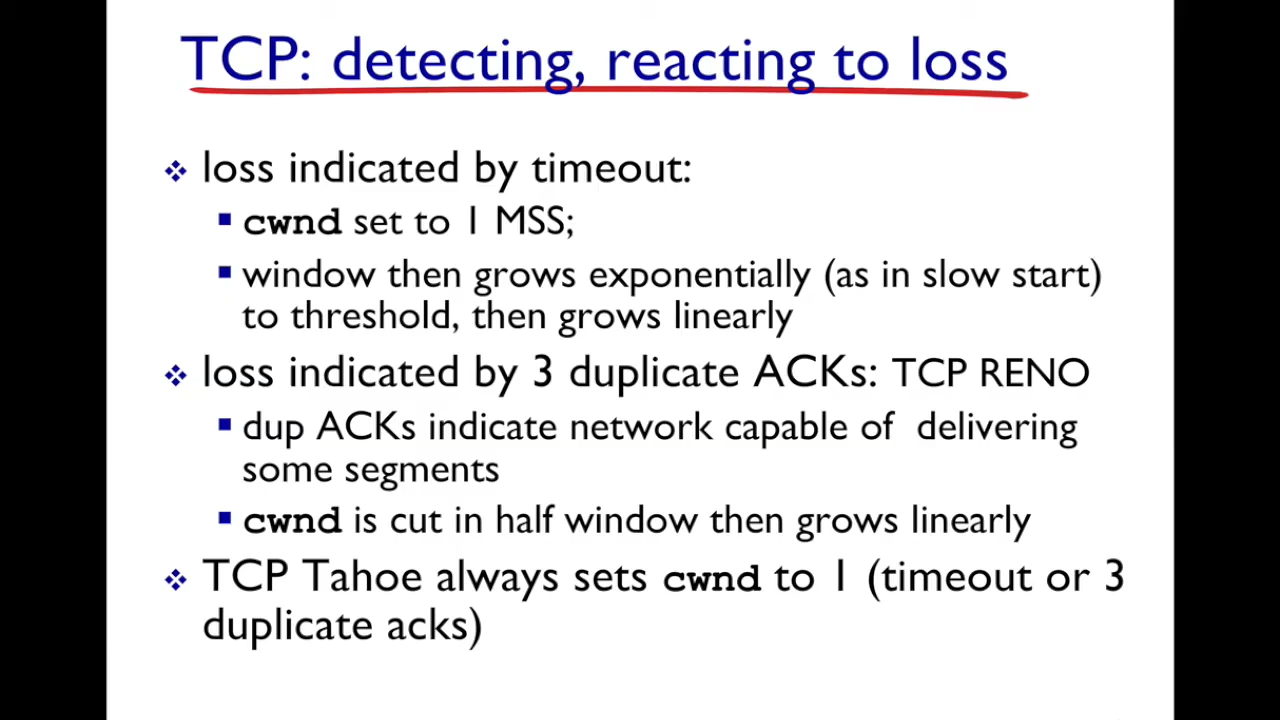 TCP: detecting, reacting to loss
loss indicated by timeout:
cwnd set to 1 MSS;
window then grows exponentially (as in slow start)
to threshold, then grows linearly
loss indicated by 3 duplicate ACKs: TCP RENO
dup ACKs indicate network capable of  delivering
some segments
cwnd is cut in half window then grows linearly
TCP Tahoe always sets cwnd to 1 (timeout or 3
duplicate acks)